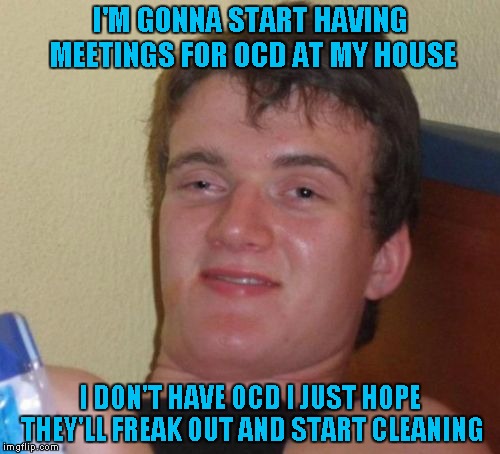 I'M GONNA START HAVING
MEETINGS FOR OCD AT MY HOUSE
I DON'T HAVE OCD I JUST HOPE
THEY'LL FREAK OUT AND START CLEANING
imgflip.com